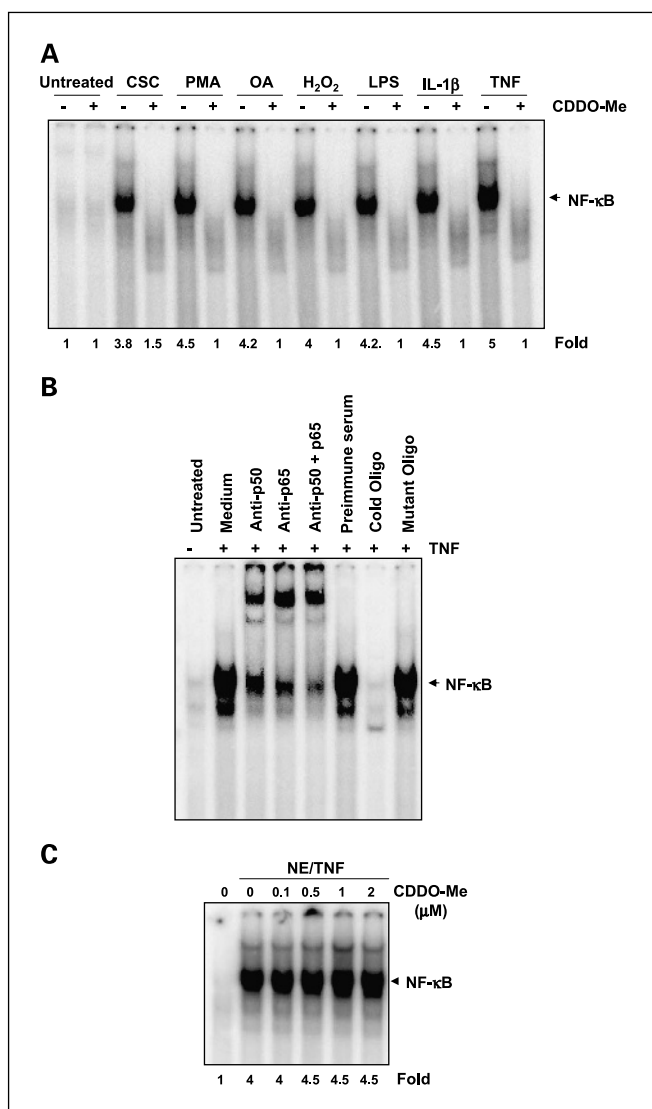 A
Untreated CSC PMA OA H₂O₂ LPS IL-1β TNF
- + - + - + - + - + - + - + - + CDDO-Me
NF-κB
1 1 3.8 1.5 4.5 1 4.2 1 4 1 4.2. 1 4.5 1 5 1 Fold
B
Untreated Medium Anti-p50 Anti-p65 Anti-p50 + p65 Preimmune serum Cold Oligo Mutant Oligo
- + + + + + + + TNF
NF-κB
C
NE/TNF
0 0 0.1 0.5 1 2 CDDO-Me
(μM)
NF-κB
1 4 4 4.5 4.5 4.5 Fold